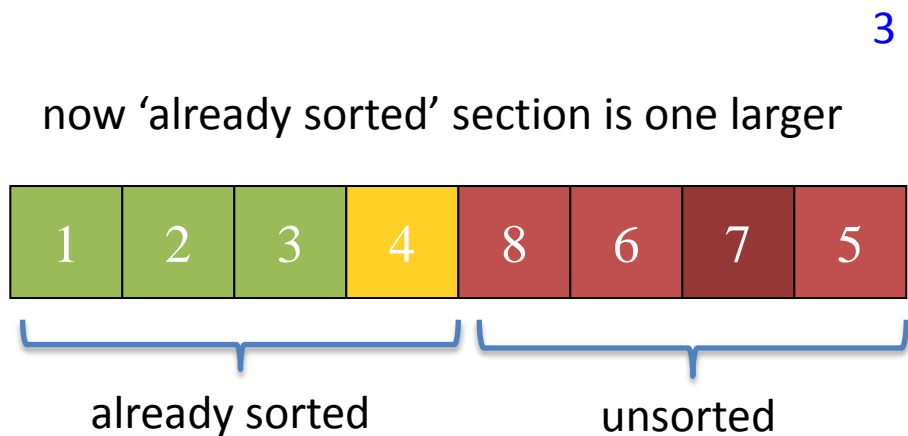 3
now ‘already sorted’ section is one larger
1 2 3 4 8 6 7 5
already sorted unsorted